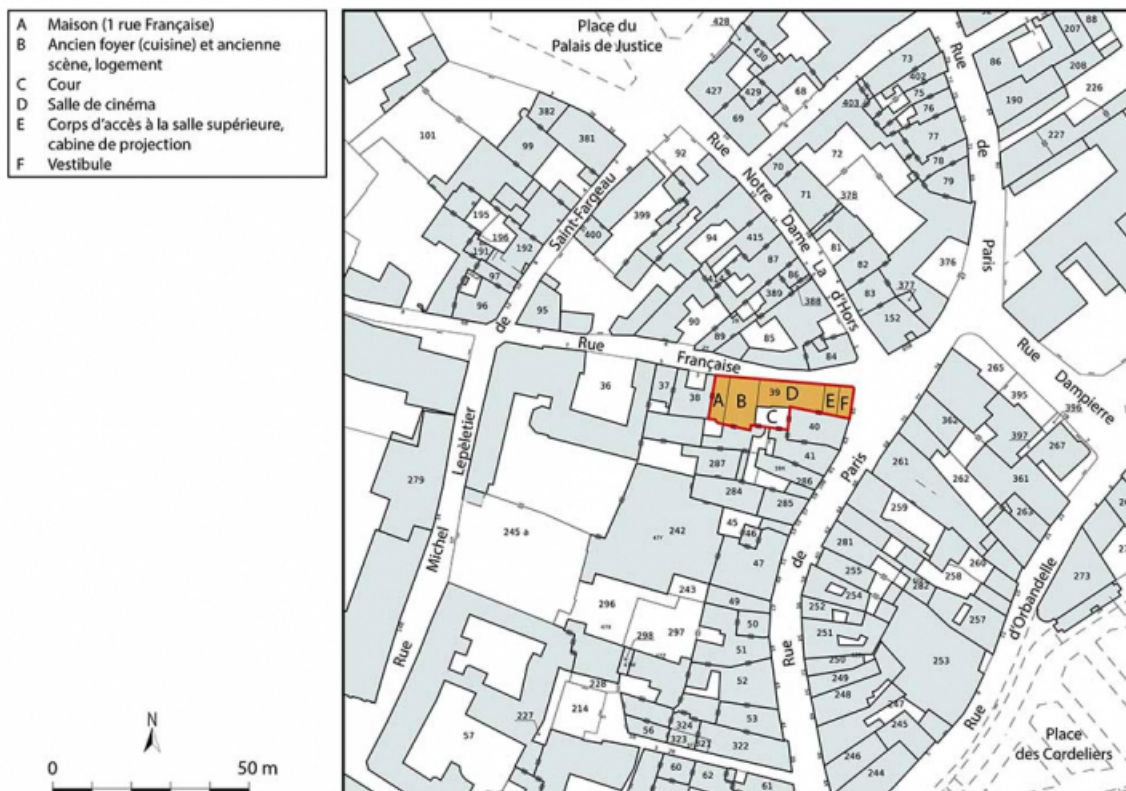 A Maison (1 rue Française)
B Ancien foyer (cuisine) et ancienne
scène, logement
C Cour
D Salle de cinéma
E Corps d'accès à la salle supérieure,
cabine de projection
F Vestibule
N
0 50 m
Place du
Palais de Justice
Rue de Paris
Rue Notre Dame La d'Hors
Rue de Saint-Fargeau
Rue Française
Rue Dampierre
Rue Michel Lepèletier
Rue de Paris
Rue d'Orbandelle
Place
des Cordeliers
A B C D E F
428 430 427 429 68 69
73 402 403 75 76 77 78 79
88 207 86 208 190 226 227
382 381 101 99 92
195 196 191 192 97 96 95
399 400 94 415 87 86 389 388
70 72 71 378 81 82 83 377 376 152
90 89 85 84
36 37 38 39 40 41
287 286 284 285
279 245 a 242 45 46 47
243 296 297 298 49 50 51 52 53
228 214 227 57 56 324 323 321 322
60 62 61
265 395 396 397 267 362 361
261 262 259 263 260 258
281 255 254 282 257 252 251 250 249 248
253 247 245 246 244 273